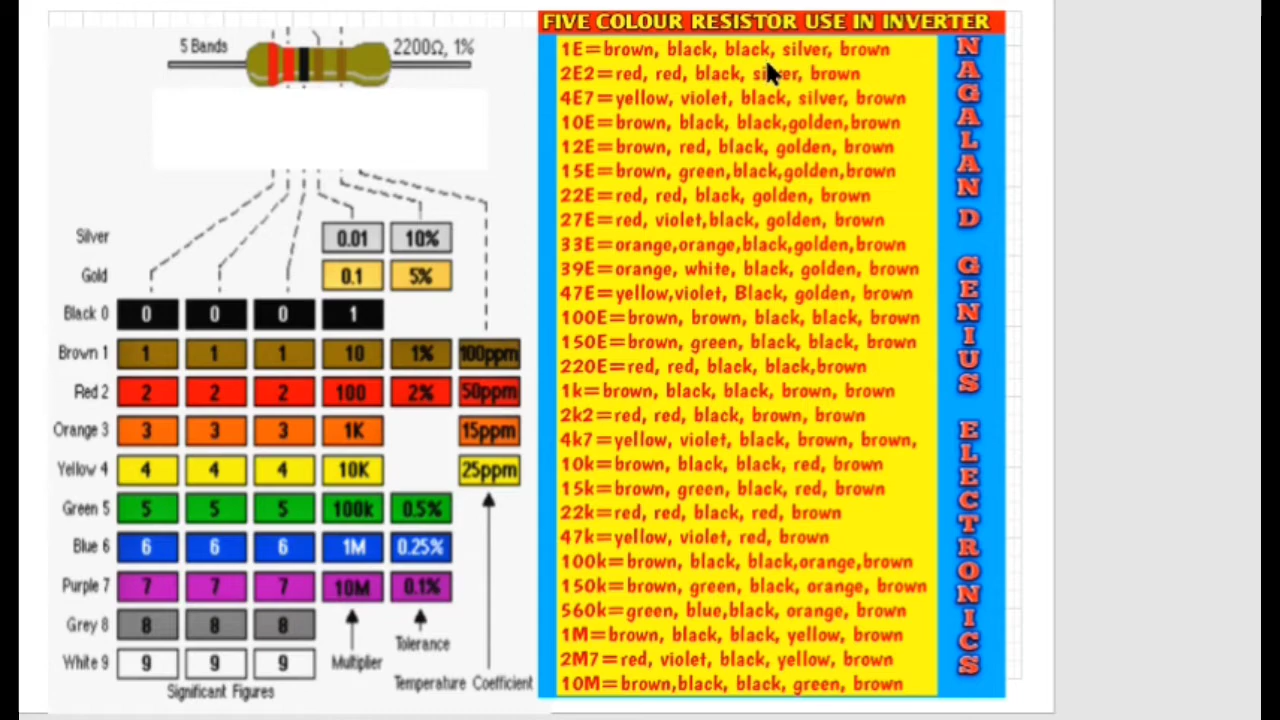 5 Bands
2200Ω, 1%
Silver 0.01 10%
Gold 0.1 5%
Black 0 0 0 0 1
Brown 1 1 1 1 10 1% 100ppm
Red 2 2 2 2 100 2% 50ppm
Orange 3 3 3 3 1K 15ppm
Yellow 4 4 4 4 10K 25ppm
Green 5 5 5 5 100k 0.5%
Blue 6 6 6 6 1M 0.25%
Purple 7 7 7 7 10M 0.1%
Grey 8 8 8 8
White 9 9 9 9
Significant Figures
Multiplier
Tolerance
Temperature Coefficient
FIVE COLOUR RESISTOR USE IN INVERTER
1E=brown, black, black, silver, brown
2E2=red, red, black, silver, brown
4E7=yellow, violet, black, silver, brown
10E=brown, black, black,golden,brown
12E=brown, red, black, golden, brown
15E=brown, green,black,golden,brown
22E=red, red, black, golden, brown
27E=red, violet,black, golden, brown
33E=orange,orange,black,golden,brown
39E=orange, white, black, golden, brown
47E=yellow,violet, Black, golden, brown
100E=brown, brown, black, black, brown
150E=brown, green, black, black, brown
220E=red, red, black, black,brown
1k=brown, black, black, brown, brown
2k2=red, red, black, brown, brown
4k7=yellow, violet, black, brown, brown,
10k=brown, black, black, red, brown
15k=brown, green, black, red, brown
22k=red, red, black, red, brown
47k=yellow, violet, red, brown
100k=brown, black, black,orange,brown
150k=brown, green, black, orange, brown
560k=green, blue,black, orange, brown
1M=brown, black, black, yellow, brown
2M7=red, violet, black, yellow, brown
10M=brown,black, black, green, brown
NAGALAND GENIUS ELECTRONICS